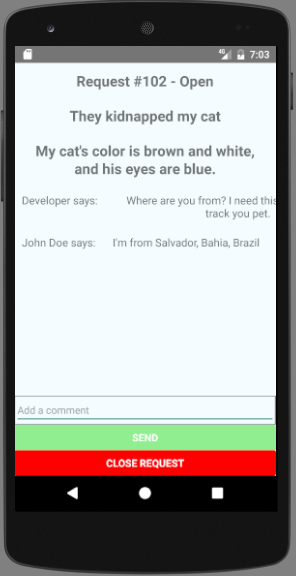 4G 7:03
Request #102 - Open
They kidnapped my cat
My cat's color is brown and white,
and his eyes are blue.
Developer says: Where are you from? I need this
track you pet.
John Doe says: I'm from Salvador, Bahia, Brazil
Add a comment
SEND
CLOSE REQUEST